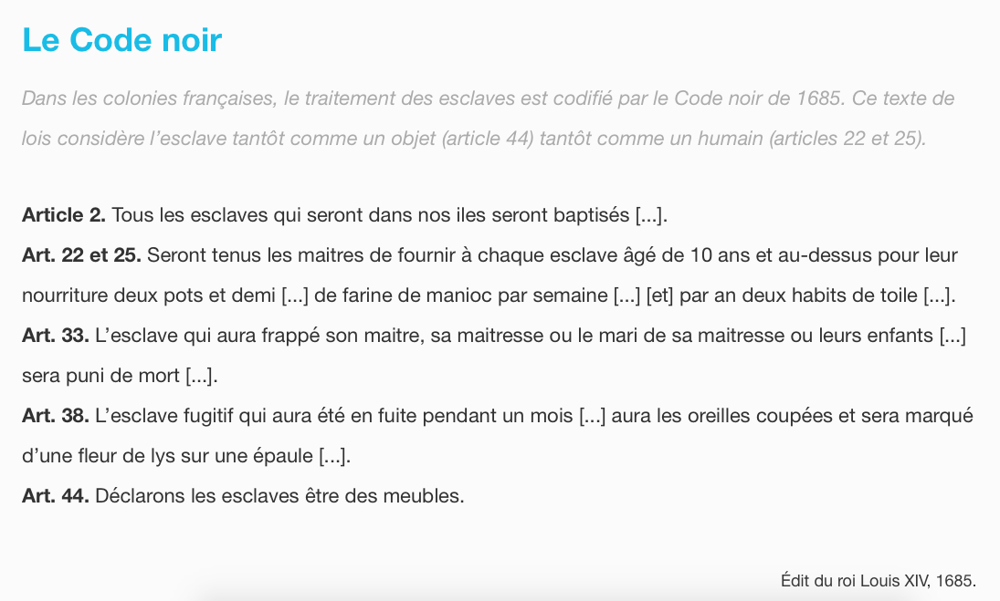 Le Code noir
Dans les colonies françaises, le traitement des esclaves est codifié par le Code noir de 1685. Ce texte de
lois considère l’esclave tantôt comme un objet (article 44) tantôt comme un humain (articles 22 et 25).
Article 2. Tous les esclaves qui seront dans nos iles seront baptisés [...].
Art. 22 et 25. Seront tenus les maitres de fournir à chaque esclave âgé de 10 ans et au-dessus pour leur
nourriture deux pots et demi [...] de farine de manioc par semaine [...] [et] par an deux habits de toile [...].
Art. 33. L’esclave qui aura frappé son maitre, sa maitresse ou le mari de sa maitresse ou leurs enfants [...]
sera puni de mort [...].
Art. 38. L’esclave fugitif qui aura été en fuite pendant un mois [...] aura les oreilles coupées et sera marqué
d’une fleur de lys sur une épaule [...].
Art. 44. Déclarons les esclaves être des meubles.
Édit du roi Louis XIV, 1685.